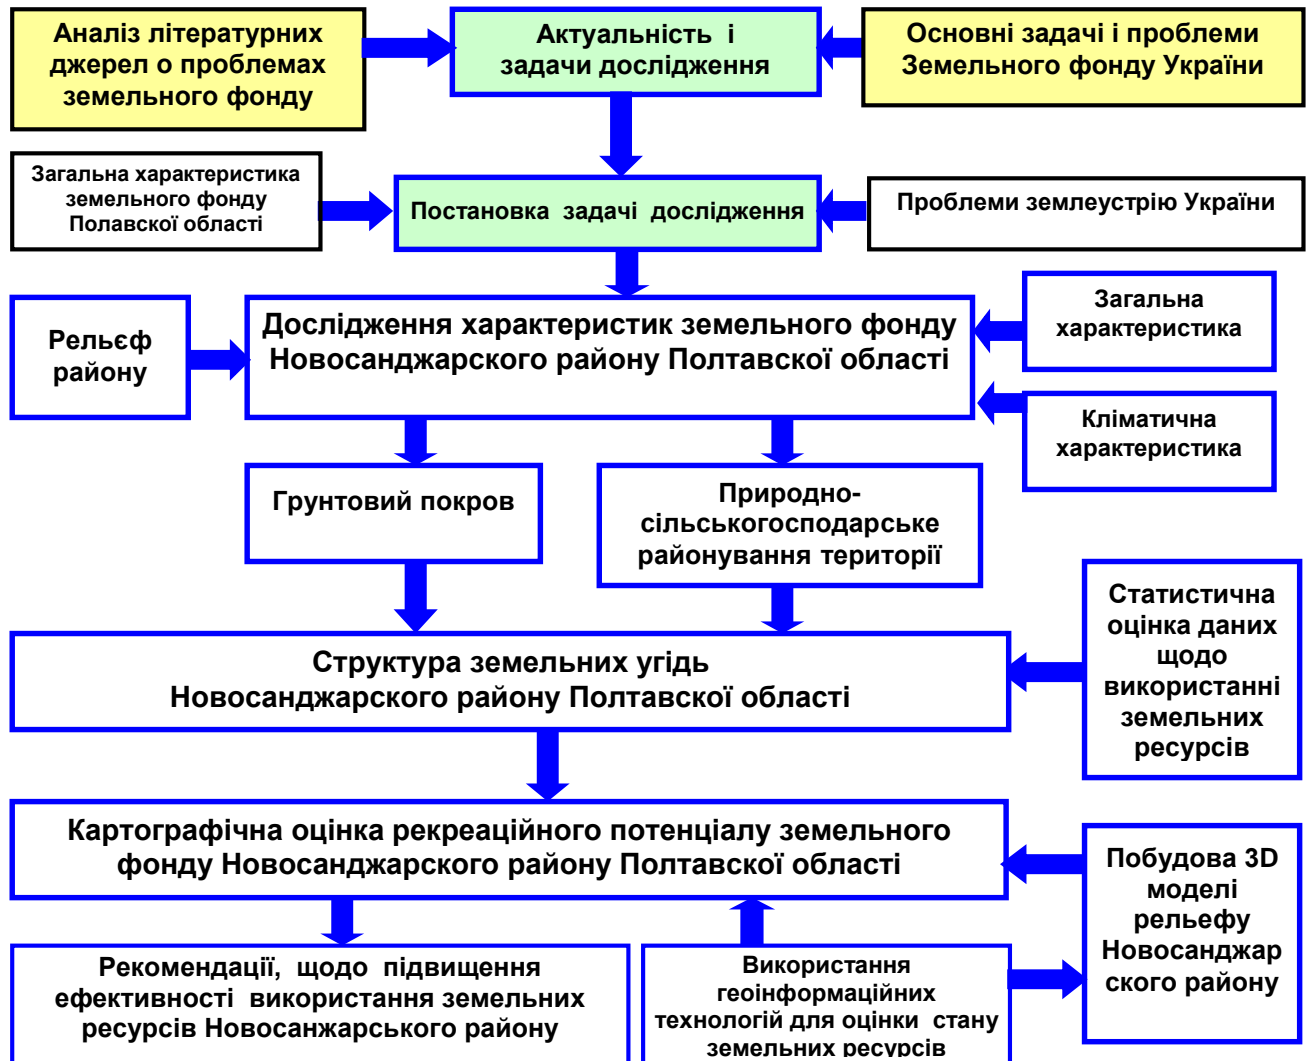 Аналіз літературних
джерел о проблемах
земельного фонду
Актуальність і
задачи дослідження
Основні задачі і проблеми
Земельного фонду України
Загальна характеристика
земельного фонду
Полавскої області
Постановка задачі дослідження
Проблеми землеустрію України
Рельєф
району
Дослідження характеристик земельного фонду
Новосанджарского району Полтавскої області
Загальна
характеристика
Кліматична
характеристика
Грунтовий покров
Природно-
сільськогосподарське
районування території
Структура земельних угідь
Новосанджарского району Полтавскої області
Статистична
оцінка даних
щодо
використанні
земельних
ресурсів
Картографічна оцінка рекреаційного потенціалу земельного
фонду Новосанджарского району Полтавскої області
Побудова 3D
моделі
рельефу
Новосанджар
ского району
Рекомендації, щодо підвищення
ефективності використання земельних
ресурсів Новосанжарського району
Використання
геоінформаційних
технологій для оцінки стану
земельних ресурсів